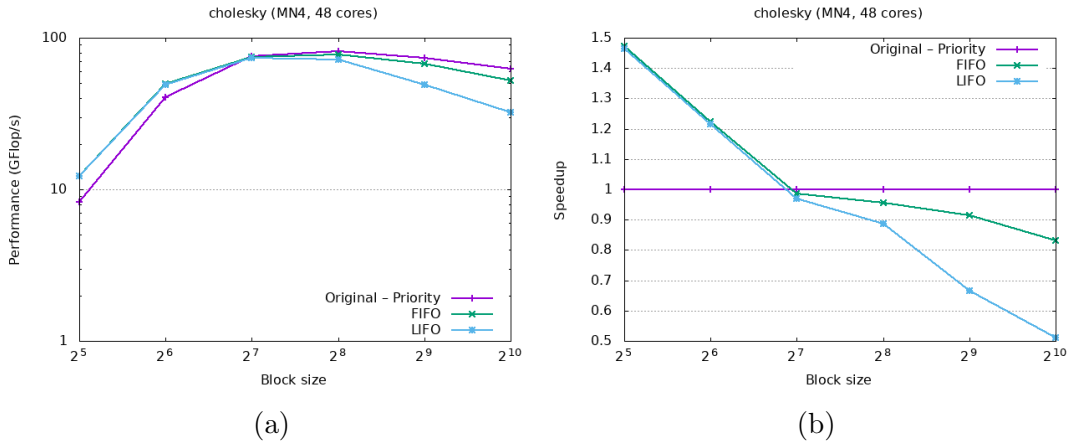 cholesky (MN4, 48 cores)
100
10
1
Performance (GFlop/s)
Original – Priority
FIFO
LIFO
2^5 2^6 2^7 2^8 2^9 2^10
Block size
(a)
cholesky (MN4, 48 cores)
1.5
1.4
1.3
1.2
1.1
1
0.9
0.8
0.7
0.6
0.5
Speedup
Original – Priority
FIFO
LIFO
2^5 2^6 2^7 2^8 2^9 2^10
Block size
(b)